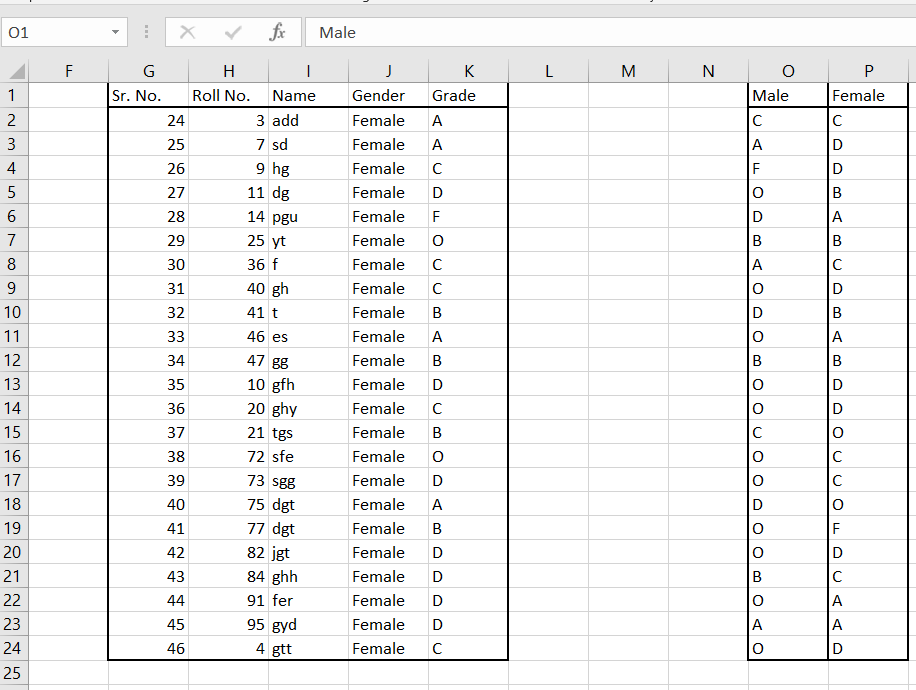 O1 fx Male
F G H I J K L M N O P
1 Sr. No. Roll No. Name Gender Grade Male Female
2 24 3 add Female A C C
3 25 7 sd Female A A D
4 26 9 hg Female C F D
5 27 11 dg Female D O B
6 28 14 pgu Female F D A
7 29 25 yt Female O B B
8 30 36 f Female C A C
9 31 40 gh Female C O D
10 32 41 t Female B D B
11 33 46 es Female A O A
12 34 47 gg Female B B B
13 35 10 gfh Female D O D
14 36 20 ghy Female C O D
15 37 21 tgs Female B C O
16 38 72 sfe Female O O C
17 39 73 sgg Female D O C
18 40 75 dgt Female A D O
19 41 77 dgt Female B O F
20 42 82 jgt Female D O D
21 43 84 ghh Female D B C
22 44 91 fer Female D O A
23 45 95 gyd Female D A A
24 46 4 gtt Female C O D
25